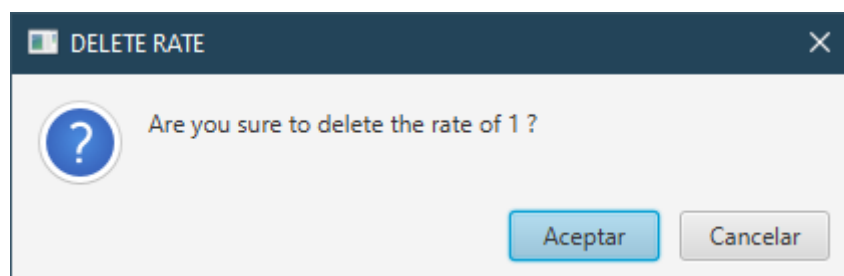 DELETE RATE
Are you sure to delete the rate of 1 ?
Aceptar Cancelar